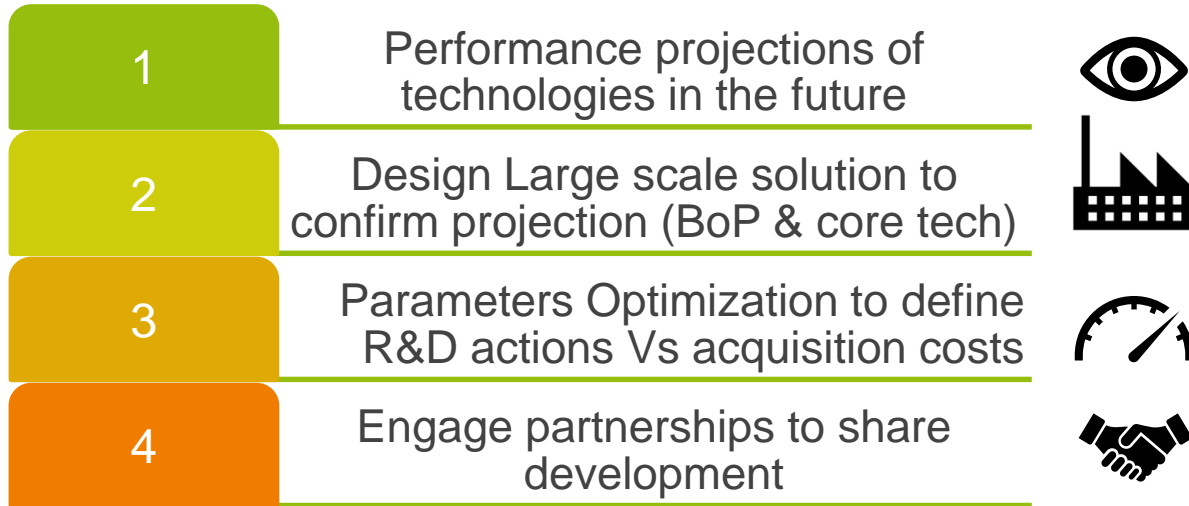 1
Performance projections of
technologies in the future
2
Design Large scale solution to
confirm projection (BoP & core tech)
3
Parameters Optimization to define
R&D actions Vs acquisition costs
4
Engage partnerships to share
development